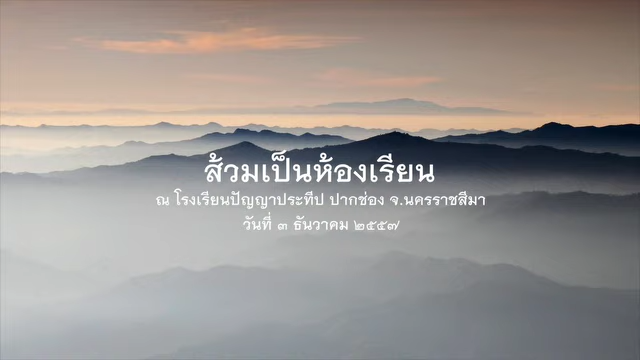 ส้วมเป็นห้องเรียน
ณ โรงเรียนปัญญาประทีป ปากช่อง จ.นครราชสีมา
วันที่ ๓ ธันวาคม ๒๕๕๗